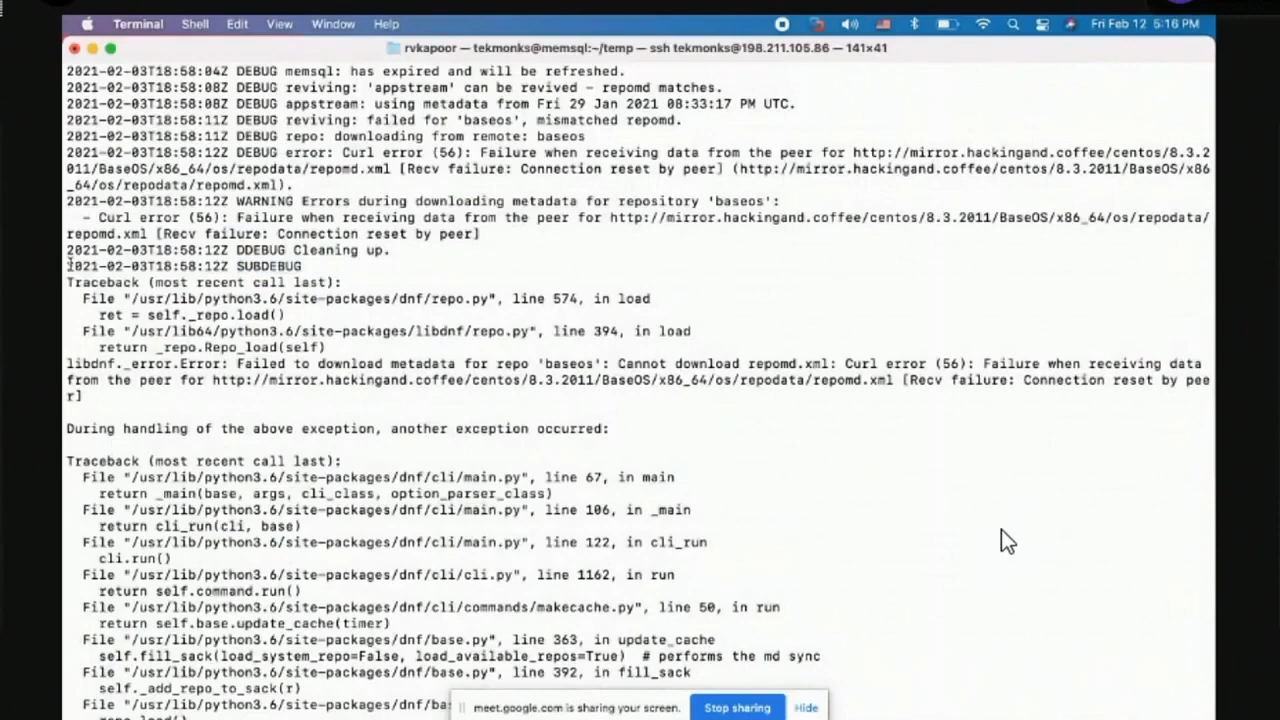 Terminal Shell Edit View Window Help Fri Feb 12 5:16 PM
rvkapoor — tekmonks@memsql:~/temp — ssh tekmonks@198.211.105.86 — 141×41
2021-02-03T18:58:04Z DEBUG memsql: has expired and will be refreshed.
2021-02-03T18:58:08Z DEBUG reviving: 'appstream' can be revived - repomd matches.
2021-02-03T18:58:08Z DEBUG appstream: using metadata from Fri 29 Jan 2021 08:33:17 PM UTC.
2021-02-03T18:58:11Z DEBUG reviving: failed for 'baseos', mismatched repomd.
2021-02-03T18:58:11Z DEBUG repo: downloading from remote: baseos
2021-02-03T18:58:12Z DEBUG error: Curl error (56): Failure when receiving data from the peer for http://mirror.hackingand.coffee/centos/8.3.2
011/BaseOS/x86_64/os/repodata/repomd.xml [Recv failure: Connection reset by peer] (http://mirror.hackingand.coffee/centos/8.3.2011/BaseOS/x86
_64/os/repodata/repomd.xml).
2021-02-03T18:58:12Z WARNING Errors during downloading metadata for repository 'baseos':
- Curl error (56): Failure when receiving data from the peer for http://mirror.hackingand.coffee/centos/8.3.2011/BaseOS/x86_64/os/repodata/
repomd.xml [Recv failure: Connection reset by peer]
2021-02-03T18:58:12Z DDEBUG Cleaning up.
2021-02-03T18:58:12Z SUBDEBUG
Traceback (most recent call last):
File "/usr/lib/python3.6/site-packages/dnf/repo.py", line 574, in load
ret = self._repo.load()
File "/usr/lib64/python3.6/site-packages/libdnf/repo.py", line 394, in load
return _repo.Repo_load(self)
libdnf._error.Error: Failed to download metadata for repo 'baseos': Cannot download repomd.xml: Curl error (56): Failure when receiving data
from the peer for http://mirror.hackingand.coffee/centos/8.3.2011/BaseOS/x86_64/os/repodata/repomd.xml [Recv failure: Connection reset by pee
r]
During handling of the above exception, another exception occurred:
Traceback (most recent call last):
File "/usr/lib/python3.6/site-packages/dnf/cli/main.py", line 67, in main
return _main(base, args, cli_class, option_parser_class)
File "/usr/lib/python3.6/site-packages/dnf/cli/main.py", line 106, in _main
return cli_run(cli, base)
File "/usr/lib/python3.6/site-packages/dnf/cli/main.py", line 122, in cli_run
cli.run()
File "/usr/lib/python3.6/site-packages/dnf/cli/cli.py", line 1162, in run
return self.command.run()
File "/usr/lib/python3.6/site-packages/dnf/cli/commands/makecache.py", line 50, in run
return self.base.update_cache(timer)
File "/usr/lib/python3.6/site-packages/dnf/base.py", line 363, in update_cache
self.fill_sack(load_system_repo=False, load_available_repos=True) # performs the md sync
File "/usr/lib/python3.6/site-packages/dnf/base.py", line 392, in fill_sack
self._add_repo_to_sack(r)
File "/usr/lib/python3.6/site-packages/dnf/ba
meet.google.com is sharing your screen. Stop sharing Hide